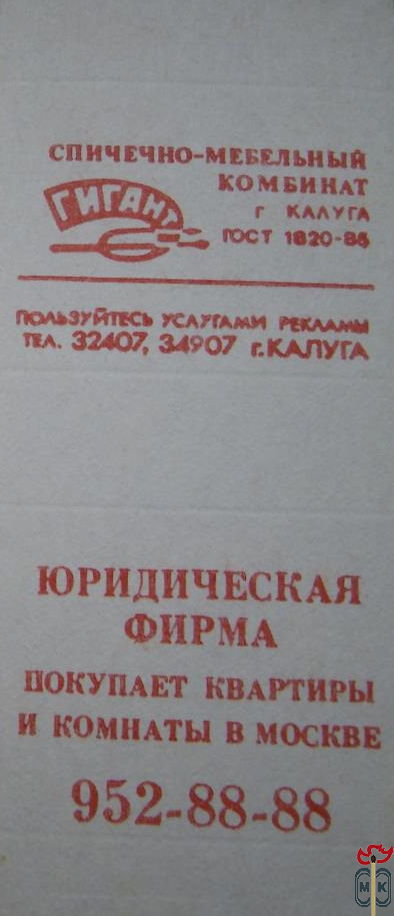 СПИЧЕЧНО-МЕБЕЛЬНЫЙ
КОМБИНАТ
ГИГАНТ
Г КАЛУГА
ГОСТ 1820-85
ПОЛЬЗУЙТЕСЬ УСЛУГАМИ РЕКЛАМЫ
ТЕЛ. 32407, 34907 г.КАЛУГА
ЮРИДИЧЕСКАЯ
ФИРМА
ПОКУПАЕТ КВАРТИРЫ
И КОМНАТЫ В МОСКВЕ
952-88-88
МК